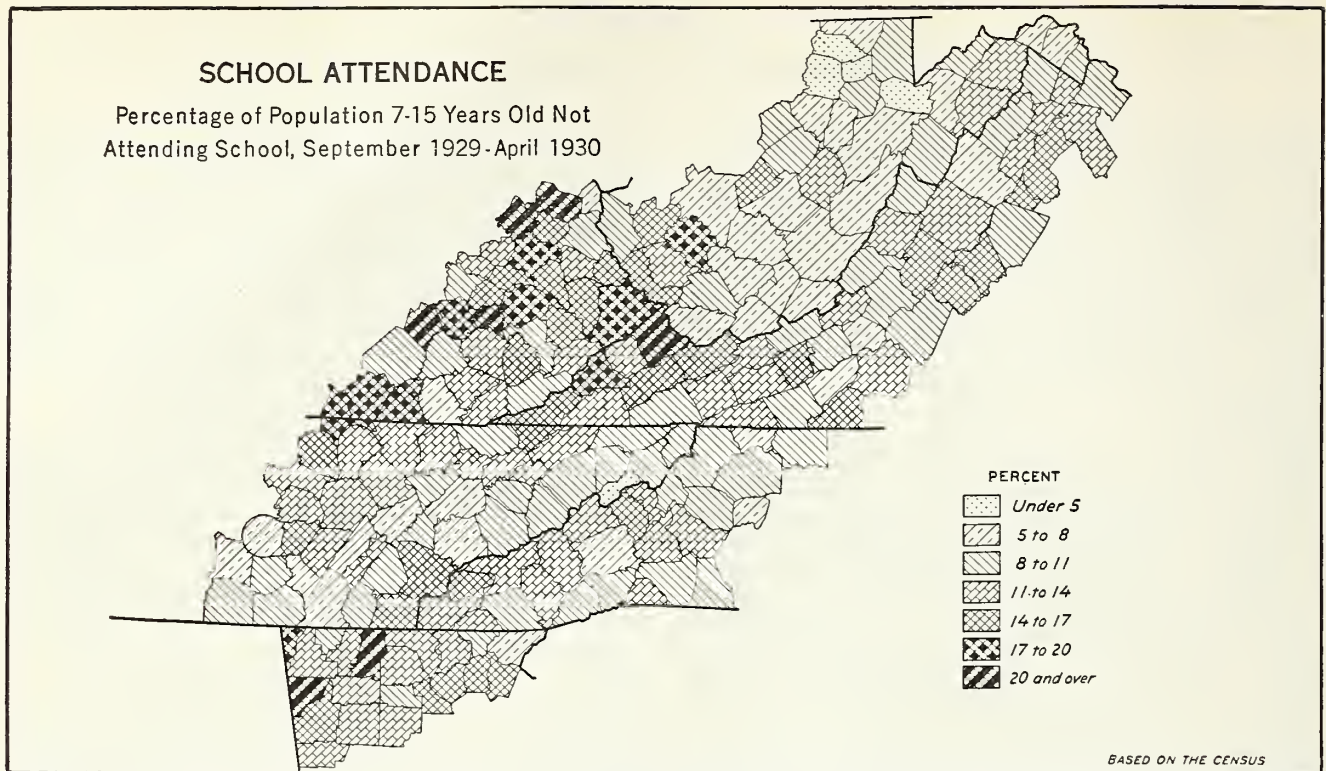 SCHOOL ATTENDANCE
Percentage of Population 7-15 Years Old Not
Attending School, September 1929-April 1930
PERCENT
Under 5
5 to 8
8 to 11
11 to 14
14 to 17
17 to 20
20 and over
BASED ON THE CENSUS